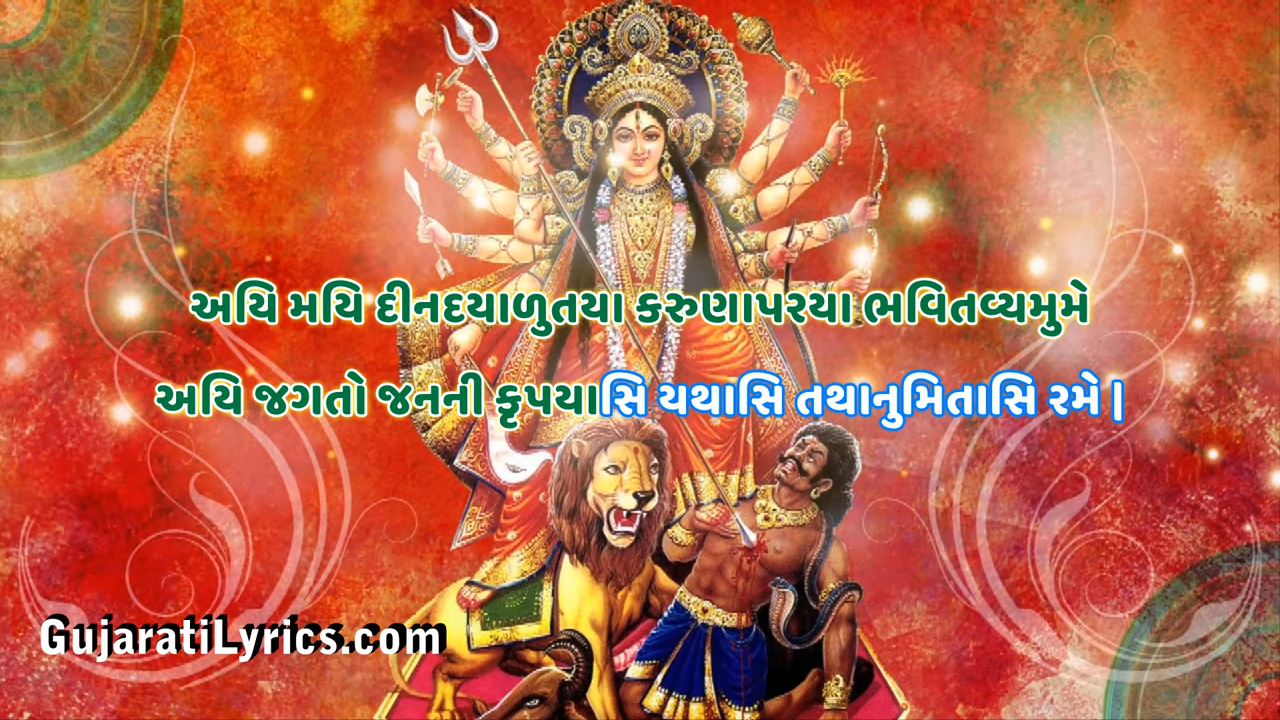 અયિ મયિ દીનદયાળુતયા કરુણાપરયા ભવિતવ્યમુમે
અયિ જગતો જનની કૃપયાસિ યથાસિ તથાનુમિતાસિ રમે |
GujaratiLyrics.com